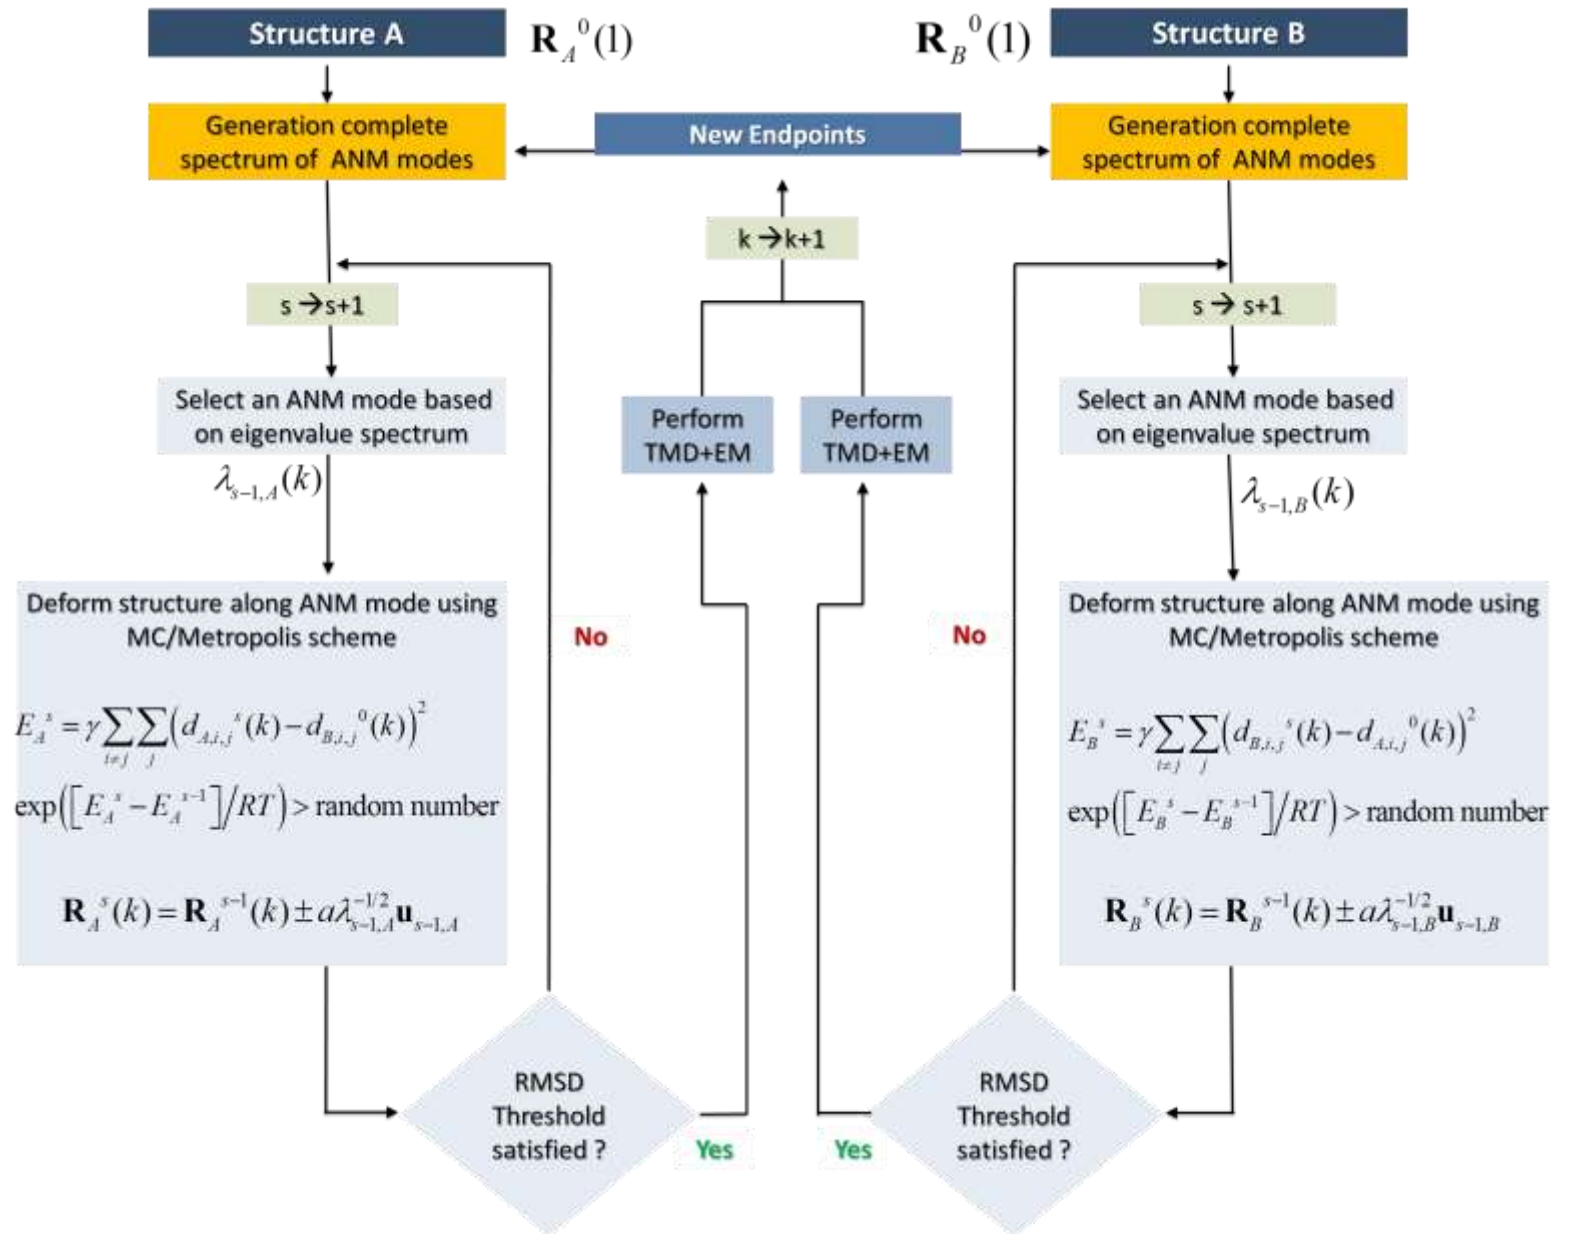 Structure A
R_A^0(1)
R_B^0(1)
Structure B
Generation complete
spectrum of ANM modes
New Endpoints
Generation complete
spectrum of ANM modes
k→k+1
s→s+1
s→ s+1
Select an ANM mode based
on eigenvalue spectrum
Perform
TMD+EM
Perform
TMD+EM
Select an ANM mode based
on eigenvalue spectrum
λ_{s−1,A}(k)
λ_{s−1,B}(k)
Deform structure along ANM mode using
MC/Metropolis scheme
No
No
Deform structure along ANM mode using
MC/Metropolis scheme
E_A^s = γ∑_{i≠j}∑_j(d_{A,i,j}^s(k)−d_{B,i,j}^0(k))^2
exp([E_A^s − E_A^{s−1}]/RT) > random number
R_A^s(k) = R_A^{s−1}(k) ± aλ_{s−1,A}^{−1/2}u_{s−1,A}
E_B^s = γ∑_{i≠j}∑_j(d_{B,i,j}^s(k)−d_{A,i,j}^0(k))^2
exp([E_B^s − E_B^{s−1}]/RT) > random number
R_B^s(k) = R_B^{s−1}(k) ± aλ_{s−1,B}^{−1/2}u_{s−1,B}
RMSD
Threshold
satisfied ?
Yes
Yes
RMSD
Threshold
satisfied ?